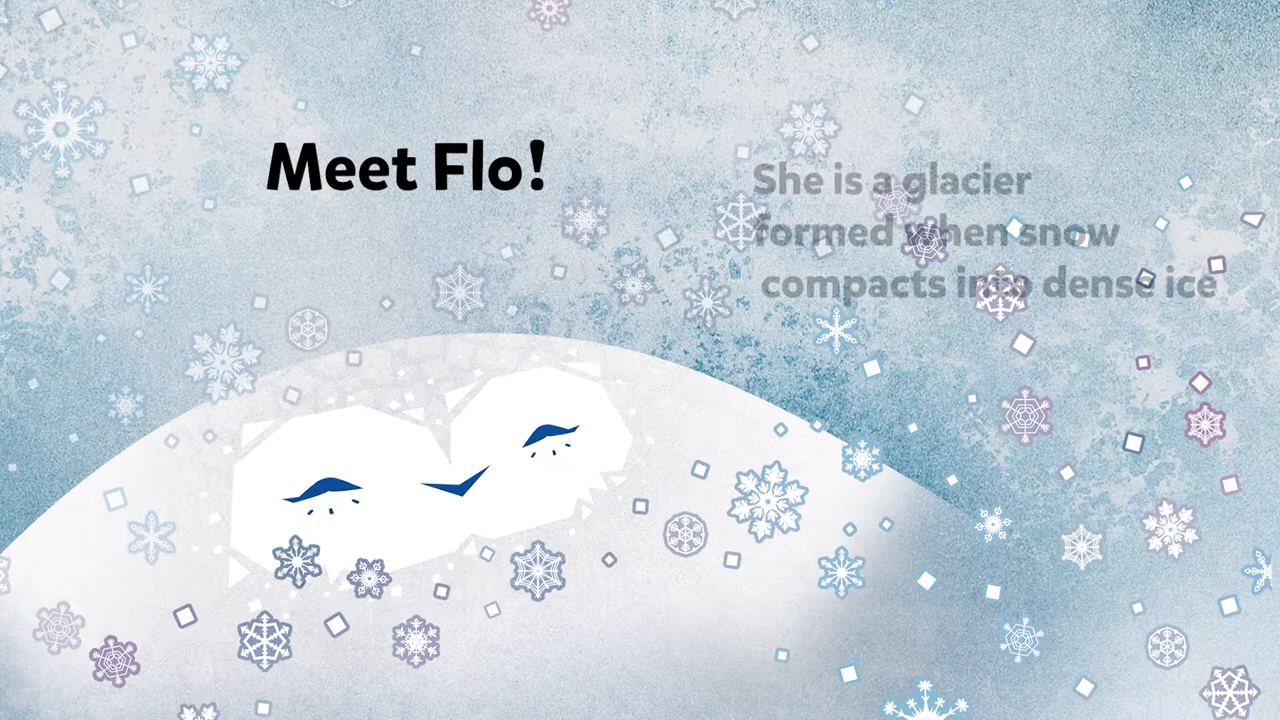 Meet Flo!
She is a glacier
formed when snow
compacts into dense ice